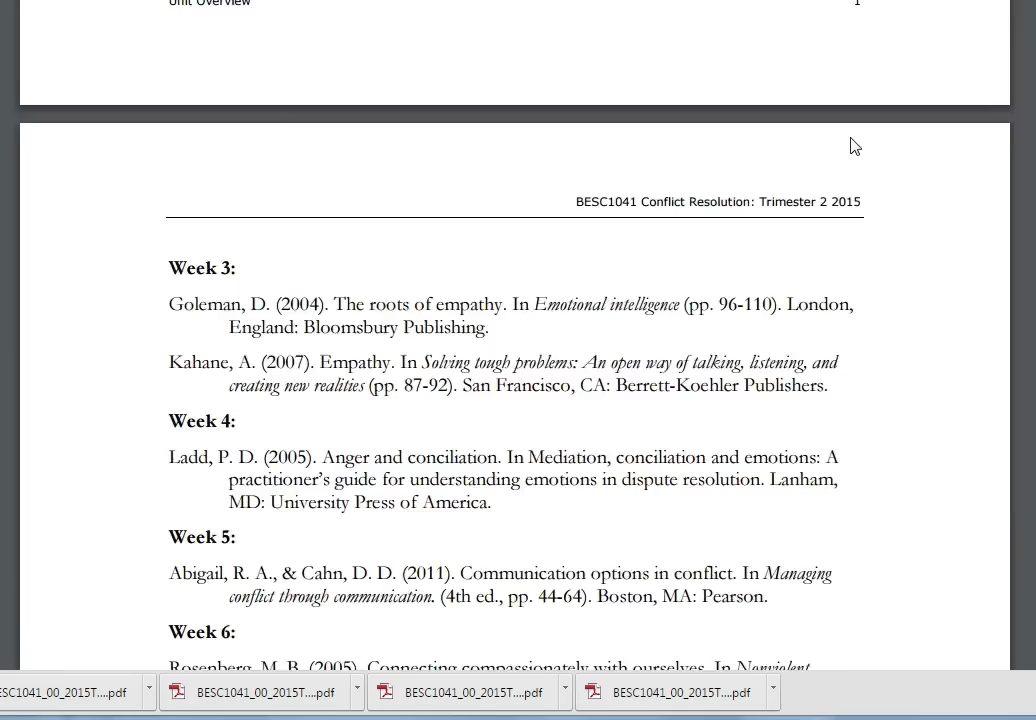 Unit Overview 1
BESC1041 Conflict Resolution: Trimester 2 2015
Week 3:
Goleman, D. (2004). The roots of empathy. In Emotional intelligence (pp. 96-110). London,
England: Bloomsbury Publishing.
Kahane, A. (2007). Empathy. In Solving tough problems: An open way of talking, listening, and
creating new realities (pp. 87-92). San Francisco, CA: Berrett-Koehler Publishers.
Week 4:
Ladd, P. D. (2005). Anger and conciliation. In Mediation, conciliation and emotions: A
practitioner's guide for understanding emotions in dispute resolution. Lanham,
MD: University Press of America.
Week 5:
Abigail, R. A., & Cahn, D. D. (2011). Communication options in conflict. In Managing
conflict through communication. (4th ed., pp. 44-64). Boston, MA: Pearson.
Week 6:
Rosenberg, M. B. (2005). Connecting compassionately with ourselves. In Nonviolent
ESC1041_00_2015T....pdf BESC1041_00_2015T....pdf BESC1041_00_2015T....pdf BESC1041_00_2015T....pdf